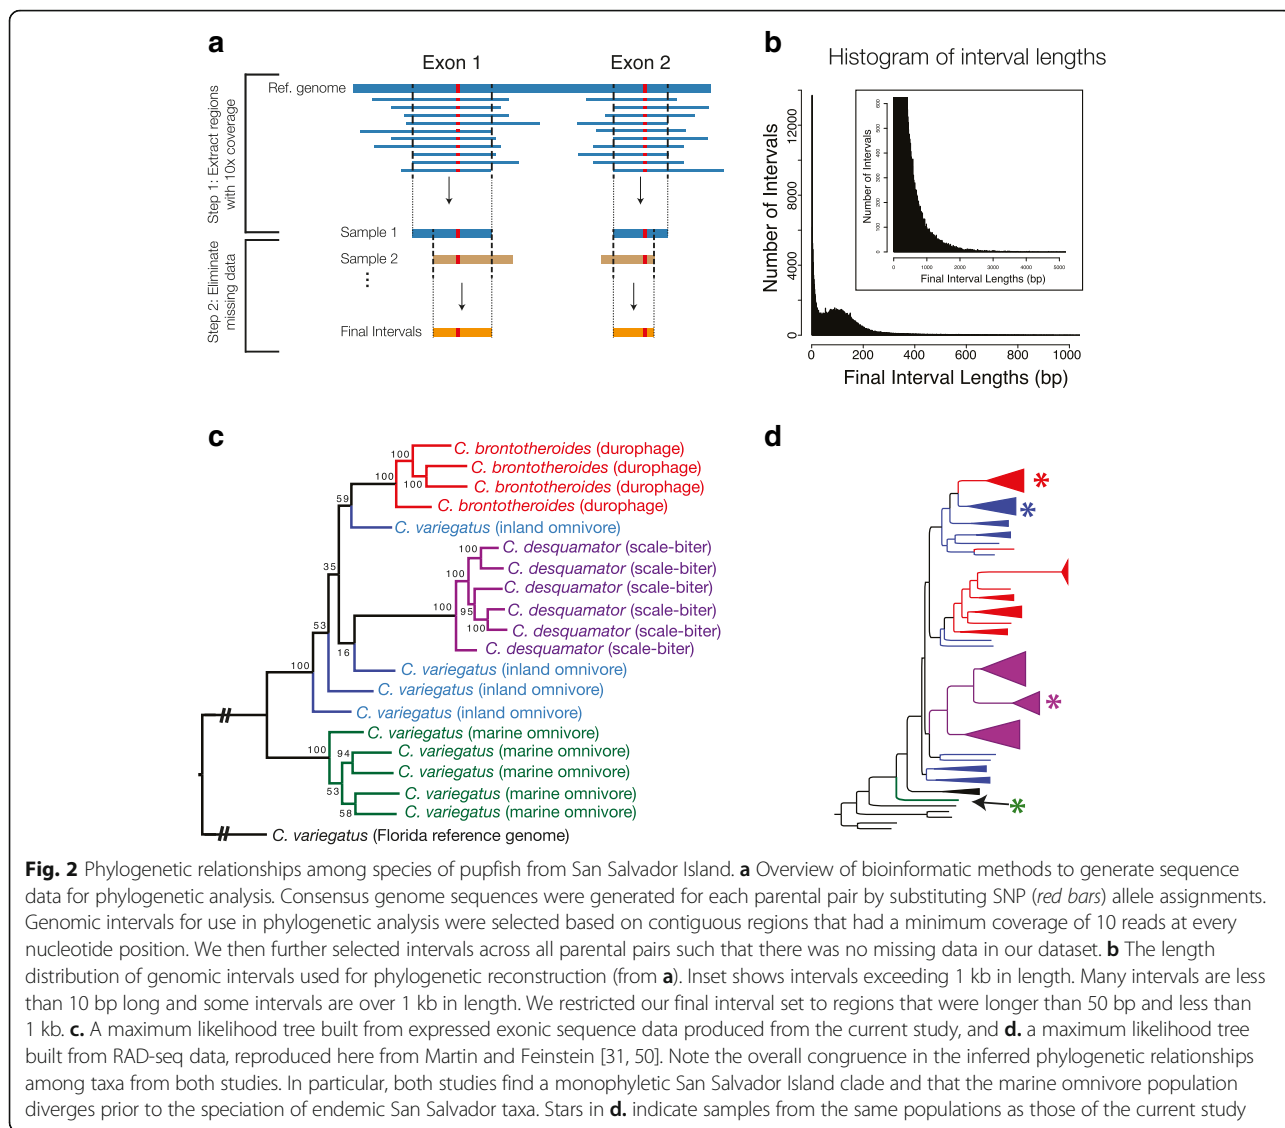 a
Exon 1
Exon 2
Ref. genome
Step 1: Extract regions
with 10x coverage
Sample 1
Sample 2
...
Step 2: Eliminate
missing data
Final Intervals
b
Histogram of interval lengths
Number of Intervals
0
4000
8000
12000
0
200
400
600
800
1000
Final Interval Lengths (bp)
Number of Intervals
0
100
200
300
400
500
600
0
1000
2000
3000
4000
5000
Final Interval Lengths (bp)
c
C. brontotheroides (durophage)
C. brontotheroides (durophage)
C. brontotheroides (durophage)
C. brontotheroides (durophage)
C. variegatus (inland omnivore)
C. desquamator (scale-biter)
C. desquamator (scale-biter)
C. desquamator (scale-biter)
C. desquamator (scale-biter)
C. desquamator (scale-biter)
C. desquamator (scale-biter)
C. variegatus (inland omnivore)
C. variegatus (inland omnivore)
C. variegatus (inland omnivore)
C. variegatus (marine omnivore)
C. variegatus (marine omnivore)
C. variegatus (marine omnivore)
C. variegatus (marine omnivore)
C. variegatus (marine omnivore)
C. variegatus (Florida reference genome)
100
100
100
59
100
100
100
95
100
35
53
16
100
100
94
53
58
d
*
*
*
*
Fig. 2 Phylogenetic relationships among species of pupfish from San Salvador Island. a Overview of bioinformatic methods to generate sequence
data for phylogenetic analysis. Consensus genome sequences were generated for each parental pair by substituting SNP (red bars) allele assignments.
Genomic intervals for use in phylogenetic analysis were selected based on contiguous regions that had a minimum coverage of 10 reads at every
nucleotide position. We then further selected intervals across all parental pairs such that there was no missing data in our dataset. b The length
distribution of genomic intervals used for phylogenetic reconstruction (from a). Inset shows intervals exceeding 1 kb in length. Many intervals are less
than 10 bp long and some intervals are over 1 kb in length. We restricted our final interval set to regions that were longer than 50 bp and less than
1 kb. c. A maximum likelihood tree built from expressed exonic sequence data produced from the current study, and d. a maximum likelihood tree
built from RAD-seq data, reproduced here from Martin and Feinstein [31, 50]. Note the overall congruence in the inferred phylogenetic relationships
among taxa from both studies. In particular, both studies find a monophyletic San Salvador Island clade and that the marine omnivore population
diverges prior to the speciation of endemic San Salvador taxa. Stars in d. indicate samples from the same populations as those of the current study